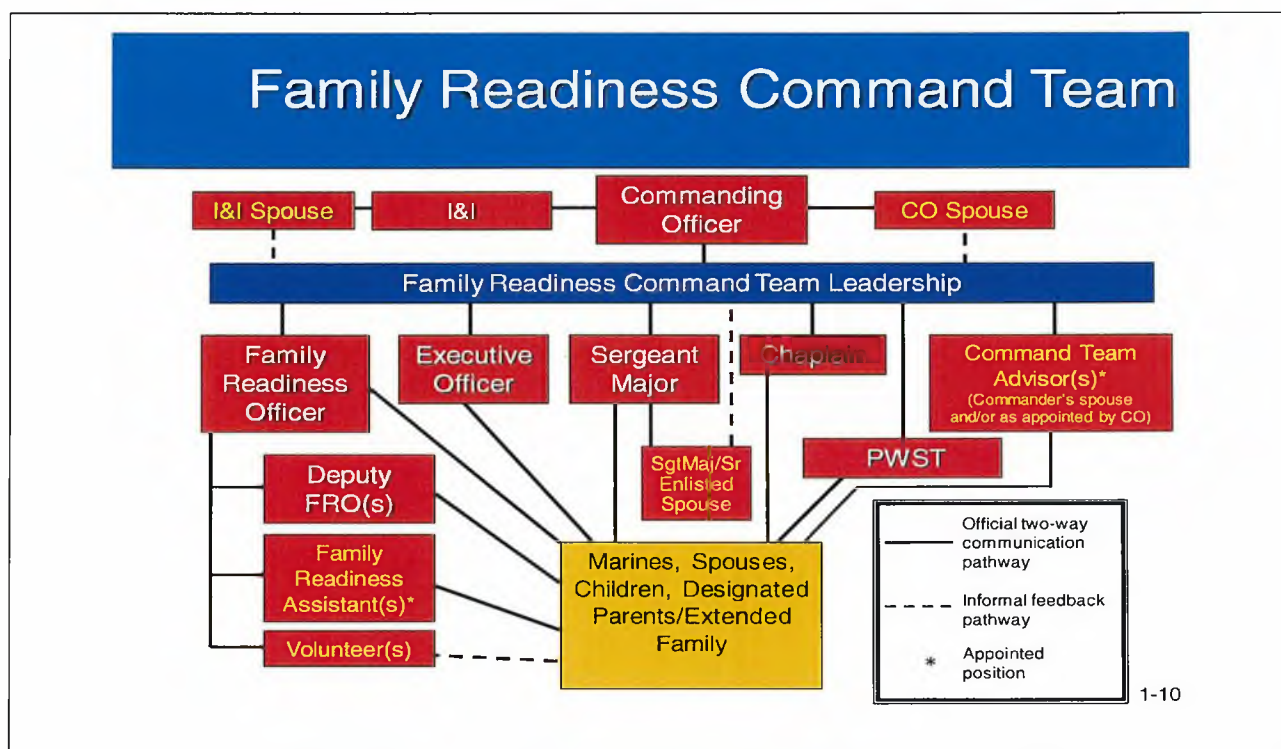 Family Readiness Command Team
I&I Spouse
I&I
Commanding
Officer
CO Spouse
Family Readiness Command Team Leadership
Family
Readiness
Officer
Executive
Officer
Sergeant
Major
Chaplain
Command Team
Advisor(s)*
(Commander's spouse
and/or as appointed by CO)
Deputy
FRO(s)
SgtMaj/Sr
Enlisted
Spouse
PWST
Family
Readiness
Assistant(s)*
Volunteer(s)
Marines, Spouses,
Children, Designated
Parents/Extended
Family
Official two-way
communication
pathway
Informal feedback
pathway
* Appointed
position
1-10